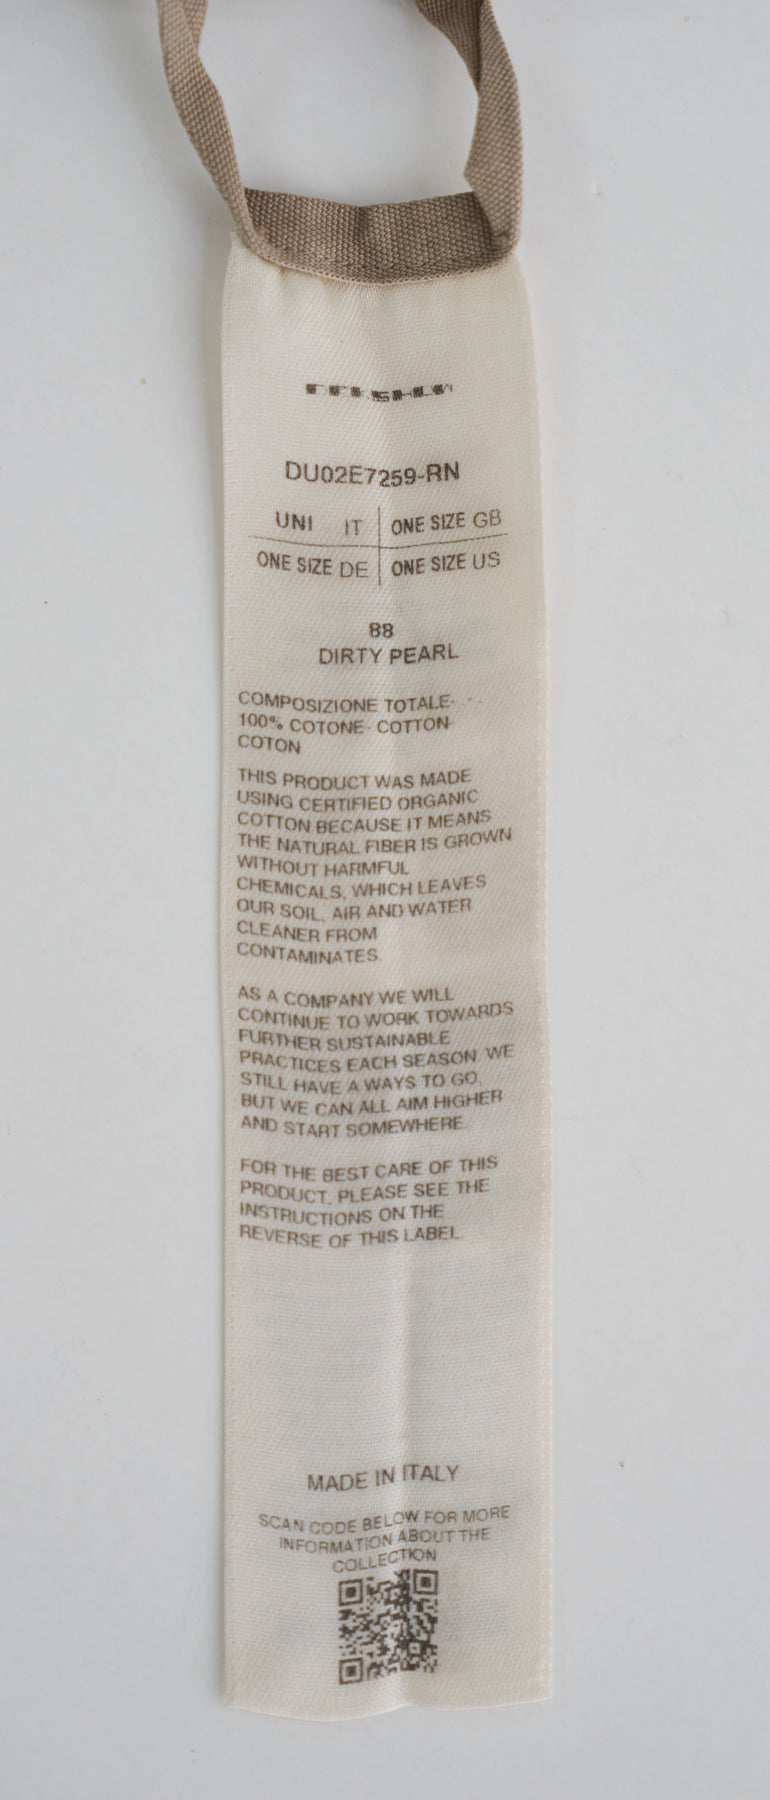 DRKSHDW
DU02E7259-RN
UNI IT ONE SIZE GB
ONE SIZE DE ONE SIZE US
88
DIRTY PEARL
COMPOSIZIONE TOTALE-
100% COTONE- COTTON-
COTON
THIS PRODUCT WAS MADE
USING CERTIFIED ORGANIC
COTTON BECAUSE IT MEANS
THE NATURAL FIBER IS GROWN
WITHOUT HARMFUL
CHEMICALS, WHICH LEAVES
OUR SOIL, AIR AND WATER
CLEANER FROM
CONTAMINATES.
AS A COMPANY WE WILL
CONTINUE TO WORK TOWARDS
FURTHER SUSTAINABLE
PRACTICES EACH SEASON. WE
STILL HAVE A WAYS TO GO,
BUT WE CAN ALL AIM HIGHER
AND START SOMEWHERE.
FOR THE BEST CARE OF THIS
PRODUCT, PLEASE SEE THE
INSTRUCTIONS ON THE
REVERSE OF THIS LABEL.
MADE IN ITALY
SCAN CODE BELOW FOR MORE
INFORMATION ABOUT THE
COLLECTION